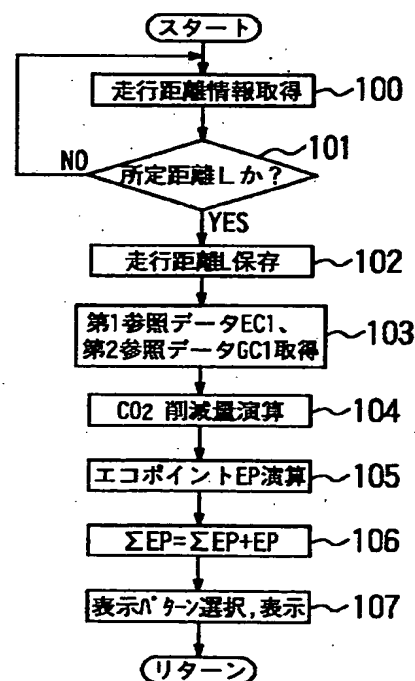 スタート
走行距離情報取得
100
所定距離Lか?
101
NO
YES
走行距離L保存
102
第1参照データEC1、
第2参照データGC1取得
103
CO2 削減量演算
104
エコポイントEP演算
105
ΣEP=ΣEP+EP
106
表示パターン選択,表示
107
リターン